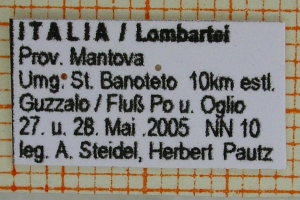 ITALIA / Lombartei
Prov. Mantova
Umg: St. Banoteto 10km estl.
Guzzalo / Fluß Po u. Oglio
27. u. 28. Mai .2005 NN 10
leg. A. Steidel, Herbert Pautz